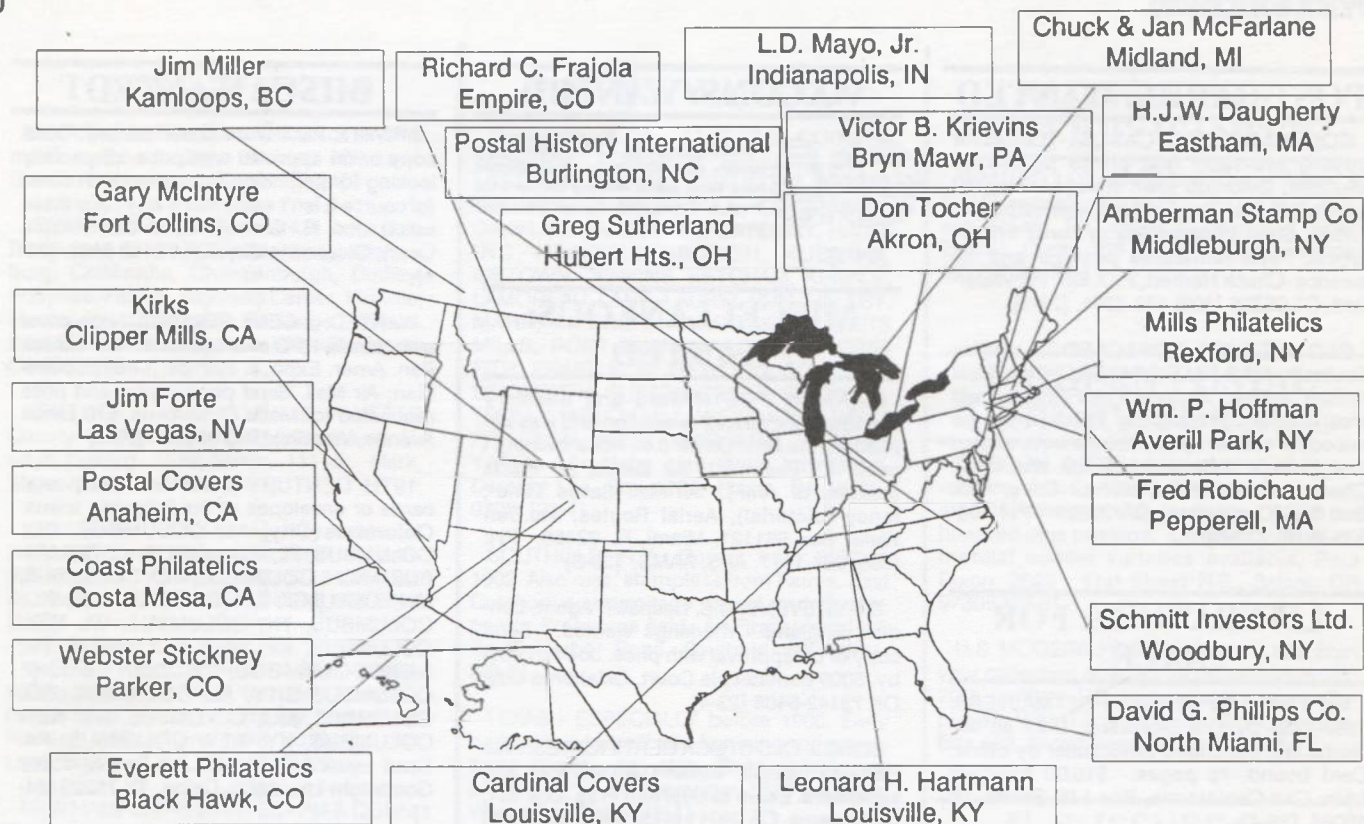 Jim Miller
Kamloops, BC
Richard C. Frajola
Empire, CO
L.D. Mayo, Jr.
Indianapolis, IN
Chuck & Jan McFarlane
Midland, MI
Postal History International
Burlington, NC
Victor B. Krievins
Bryn Mawr, PA
H.J.W. Daugherty
Eastham, MA
Gary McIntyre
Fort Collins, CO
Greg Sutherland
Hubert Hts., OH
Don Tocher
Akron, OH
Amberman Stamp Co
Middleburgh, NY
Kirks
Clipper Mills, CA
Mills Philatelics
Rexford, NY
Jim Forte
Las Vegas, NV
Wm. P. Hoffman
Averill Park, NY
Postal Covers
Anaheim, CA
Fred Robichaud
Pepperell, MA
Coast Philatelics
Costa Mesa, CA
Schmitt Investors Ltd.
Woodbury, NY
Webster Stickney
Parker, CO
David G. Phillips Co.
North Miami, FL
Everett Philatelics
Black Hawk, CO
Cardinal Covers
Louisville, KY
Leonard H. Hartmann
Louisville, KY